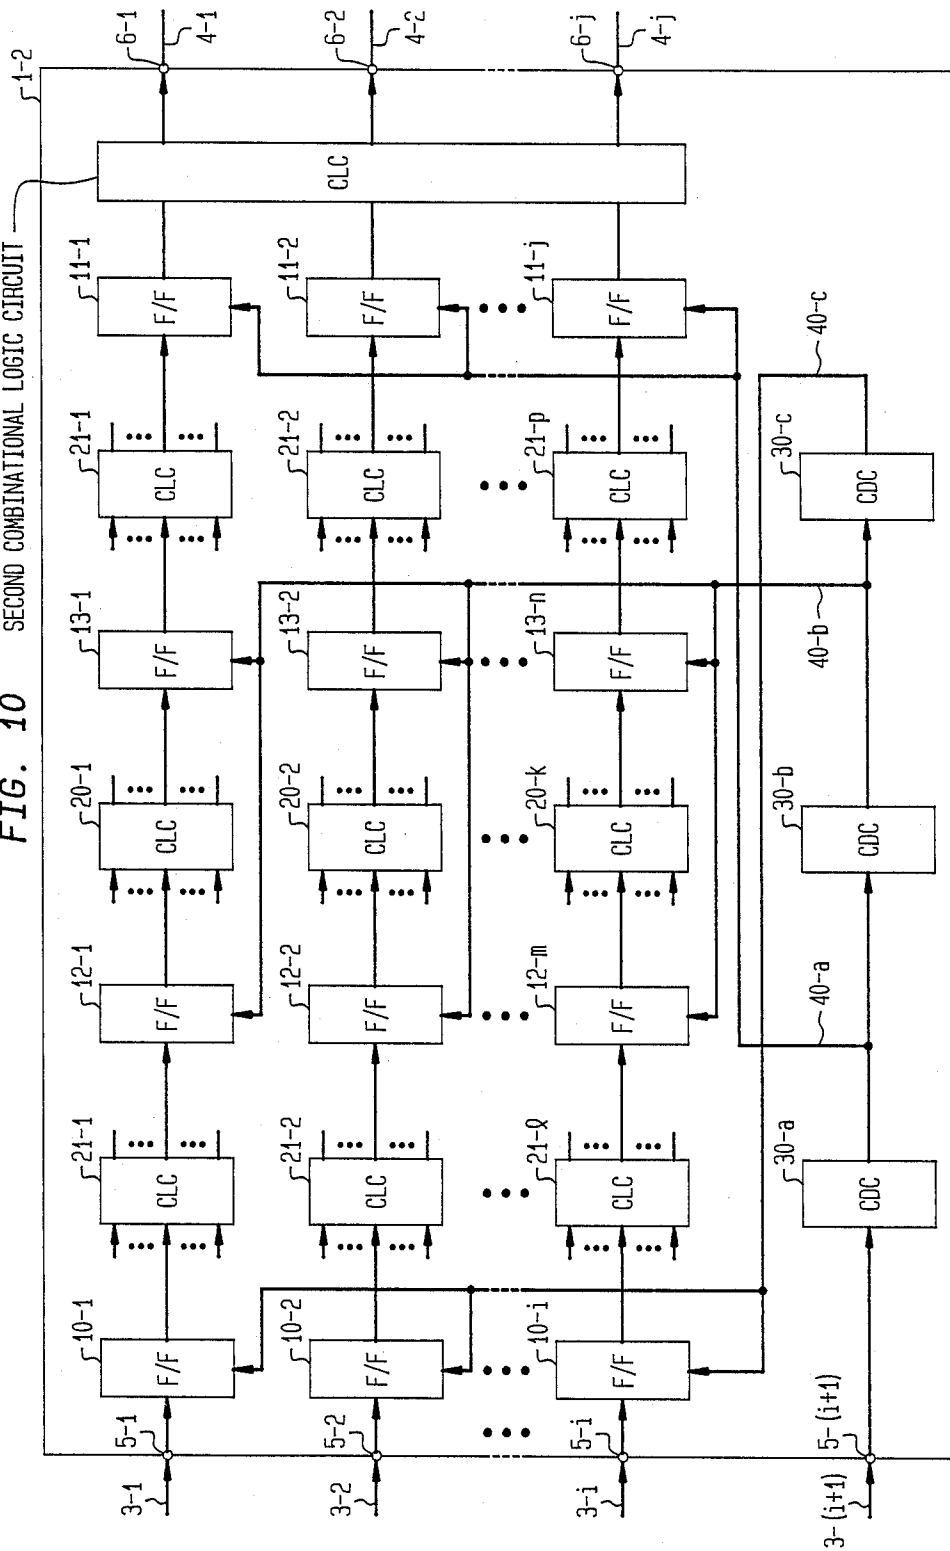 FIG. 10
SECOND COMBINATIONAL LOGIC CIRCUIT
1-2
3-1
5-1
10-1
F/F
21-1
CLC
12-1
F/F
20-1
CLC
13-1
F/F
21-1
CLC
11-1
F/F
CLC
6-1
4-1
3-2
5-2
10-2
F/F
21-2
CLC
12-2
F/F
20-2
CLC
13-2
F/F
21-2
CLC
11-2
F/F
6-2
4-2
3-i
5-i
10-i
F/F
21-ℓ
CLC
12-m
F/F
20-k
CLC
13-n
F/F
21-p
CLC
11-j
F/F
6-j
4-j
3-(i+1)
5-(i+1)
30-a
CDC
40-a
30-b
CDC
40-b
30-c
CDC
40-c